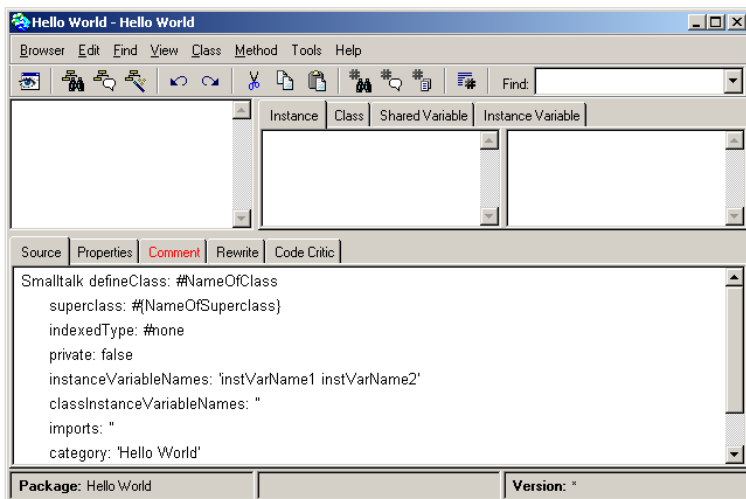 Hello World - Hello World
Browser Edit Find View Class Method Tools Help
Find:
Instance Class Shared Variable Instance Variable
Source Properties Comment Rewrite Code Critic
Smalltalk defineClass: #NameOfClass
superclass: #{NameOfSuperclass}
indexedType: #none
private: false
instanceVariableNames: 'instVarName1 instVarName2'
classInstanceVariableNames: ''
imports: ''
category: 'Hello World'
Package: Hello World Version: *